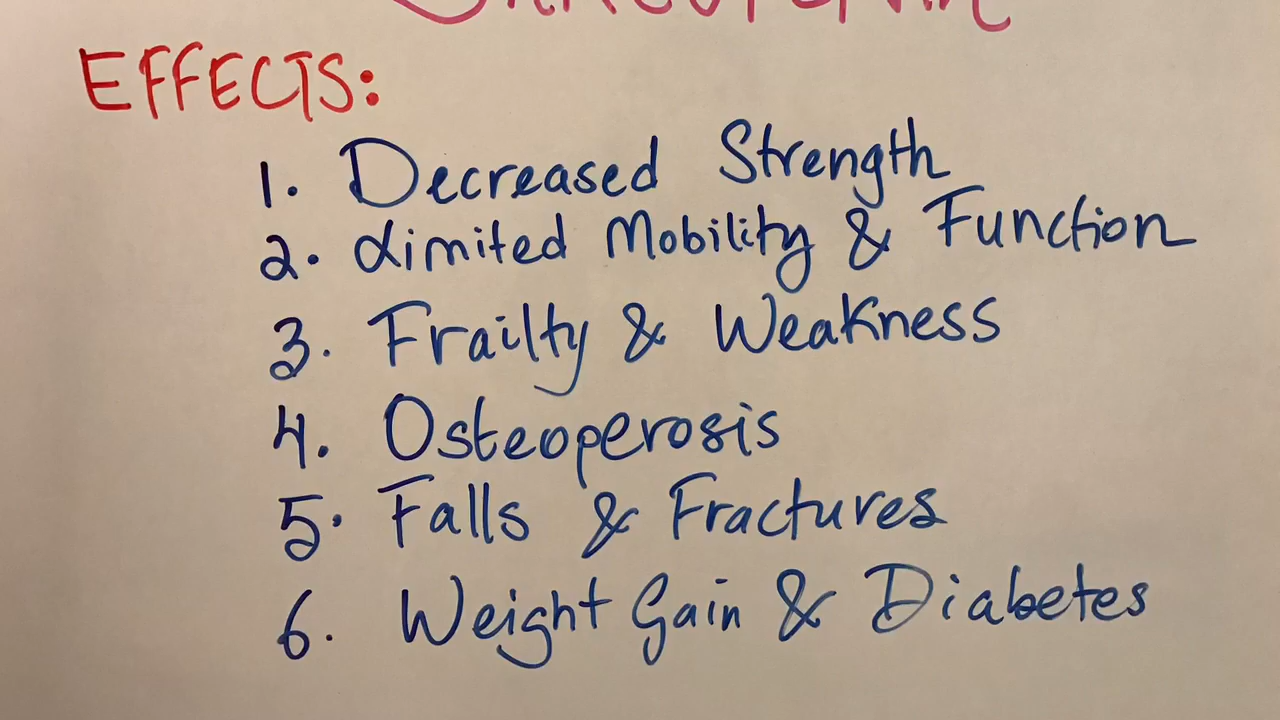 EFFECTS:
1. Decreased Strength
2. Limited Mobility & Function
3. Frailty & Weakness
4. Osteoperosis
5. Falls & Fractures
6. Weight Gain & Diabetes